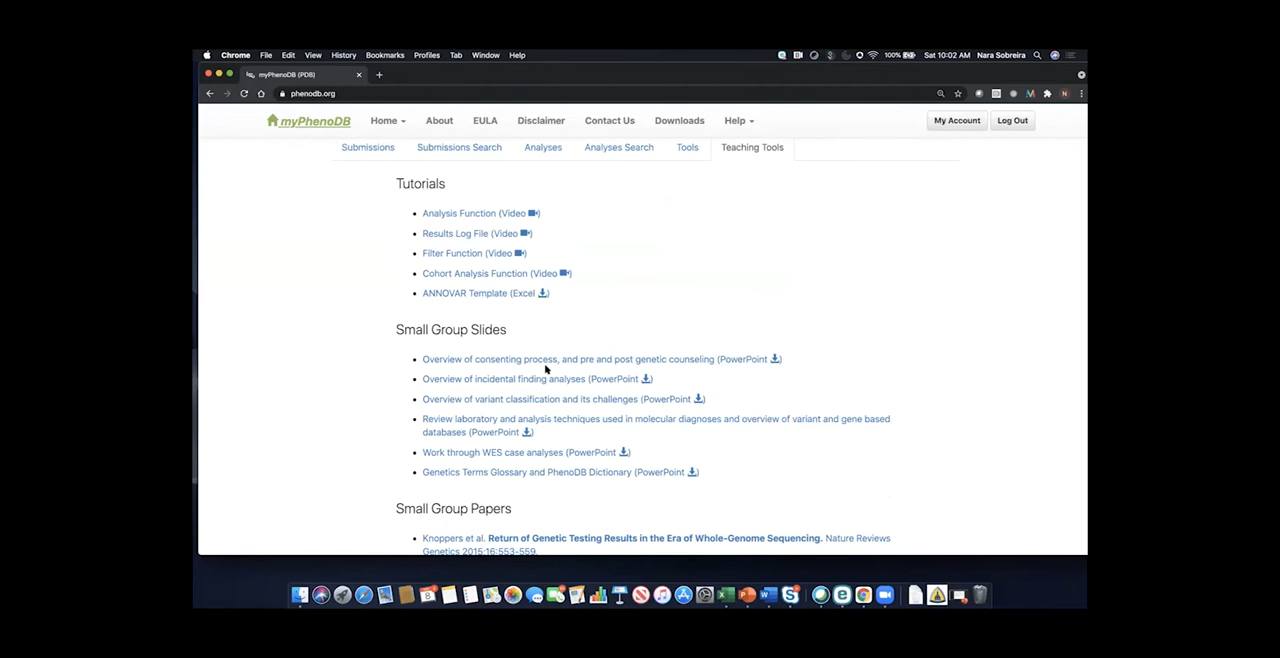 Chrome File Edit View History Bookmarks Profiles Tab Window Help 100% Sat 10:02 AM Nara Sobreira
myPhenoDB (PDB)
phenodb.org
myPhenoDB Home About EULA Disclaimer Contact Us Downloads Help My Account Log Out
Submissions Submissions Search Analyses Analyses Search Tools Teaching Tools
Tutorials
Analysis Function (Video )
Results Log File (Video )
Filter Function (Video )
Cohort Analysis Function (Video )
ANNOVAR Template (Excel )
Small Group Slides
Overview of consenting process, and pre and post genetic counseling (PowerPoint )
Overview of incidental finding analyses (PowerPoint )
Overview of variant classification and its challenges (PowerPoint )
Review laboratory and analysis techniques used in molecular diagnoses and overview of variant and gene based
databases (PowerPoint )
Work through WES case analyses (PowerPoint )
Genetics Terms Glossary and PhenoDB Dictionary (PowerPoint )
Small Group Papers
Knoppers et al. Return of Genetic Testing Results in the Era of Whole-Genome Sequencing. Nature Reviews
Genetics 2015;16:553-559.